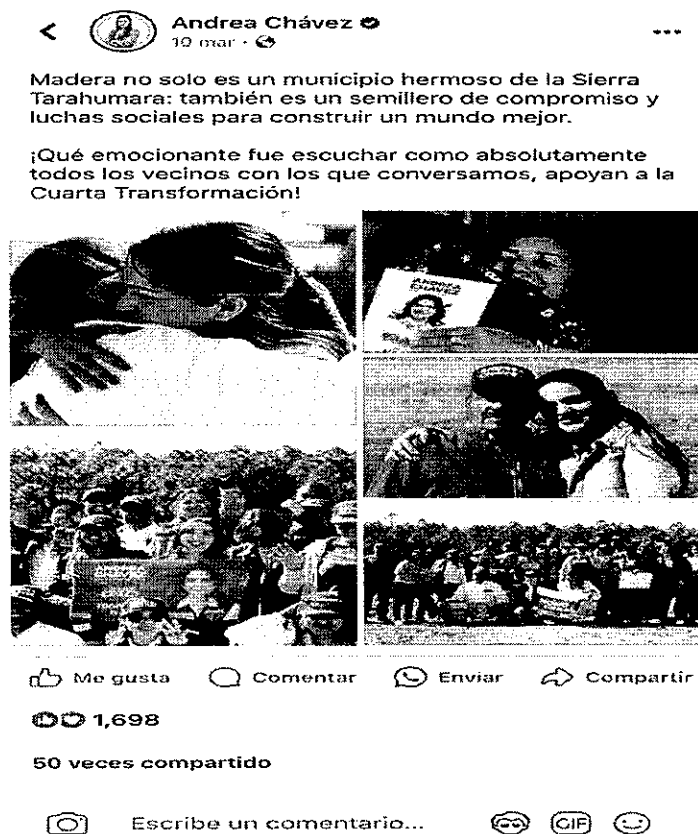 Andrea Chávez
19 mar
Madera no solo es un municipio hermoso de la Sierra
Tarahumara: también es un semillero de compromiso y
luchas sociales para construir un mundo mejor.
¡Qué emocionante fue escuchar como absolutamente
todos los vecinos con los que conversamos, apoyan a la
Cuarta Transformación!
ANDREA
CHÁVEZ
Me gusta
Comentar
Enviar
Compartir
1,698
50 veces compartido
Escribe un comentario...
GIF